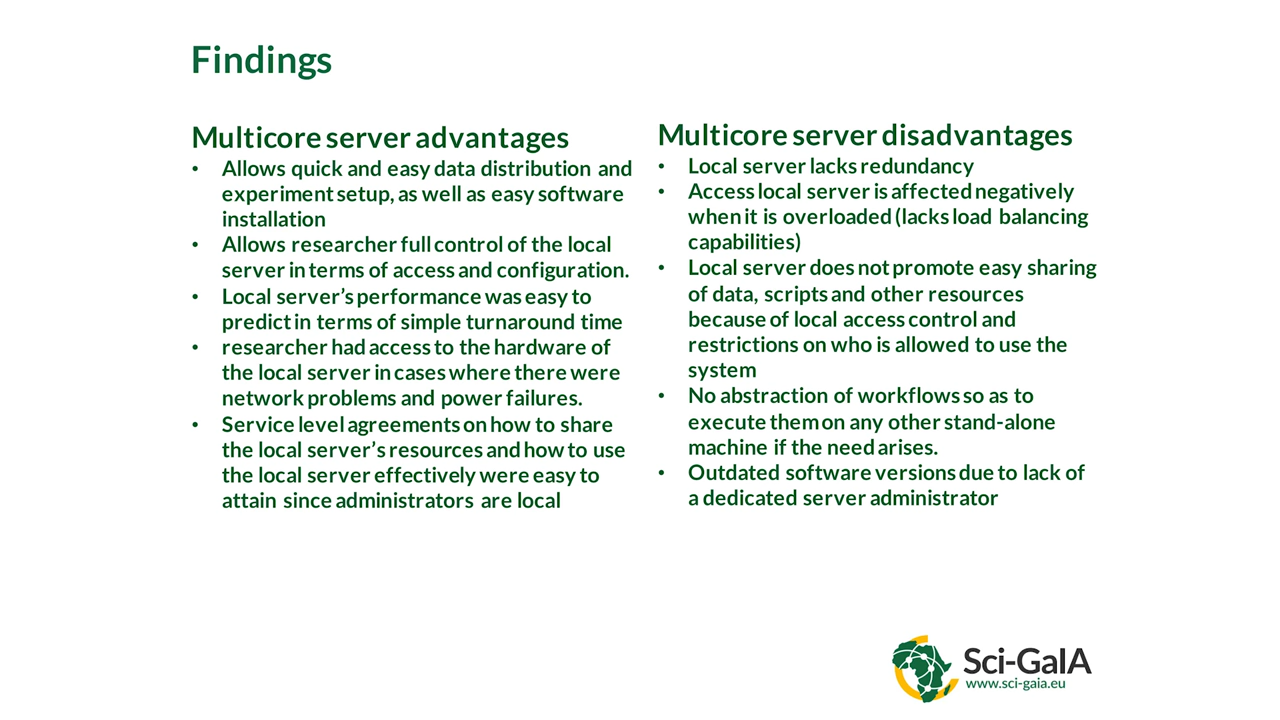 Findings
Multicore server advantages
• Allows quick and easy data distribution and
experiment setup, as well as easy software
installation
• Allows researcher full control of the local
server in terms of access and configuration.
• Local server’s performance was easy to
predict in terms of simple turnaround time
• researcher had access to the hardware of
the local server in cases where there were
network problems and power failures.
• Service level agreements on how to share
the local server’s resources and how to use
the local server effectively were easy to
attain since administrators are local
Multicore server disadvantages
• Local server lacks redundancy
• Access local server is affected negatively
when it is overloaded (lacks load balancing
capabilities)
• Local server does not promote easy sharing
of data, scripts and other resources
because of local access control and
restrictions on who is allowed to use the
system
• No abstraction of workflows so as to
execute them on any other stand-alone
machine if the need arises.
• Outdated software versions due to lack of
a dedicated server administrator
Sci-GaIA
www.sci-gaia.eu